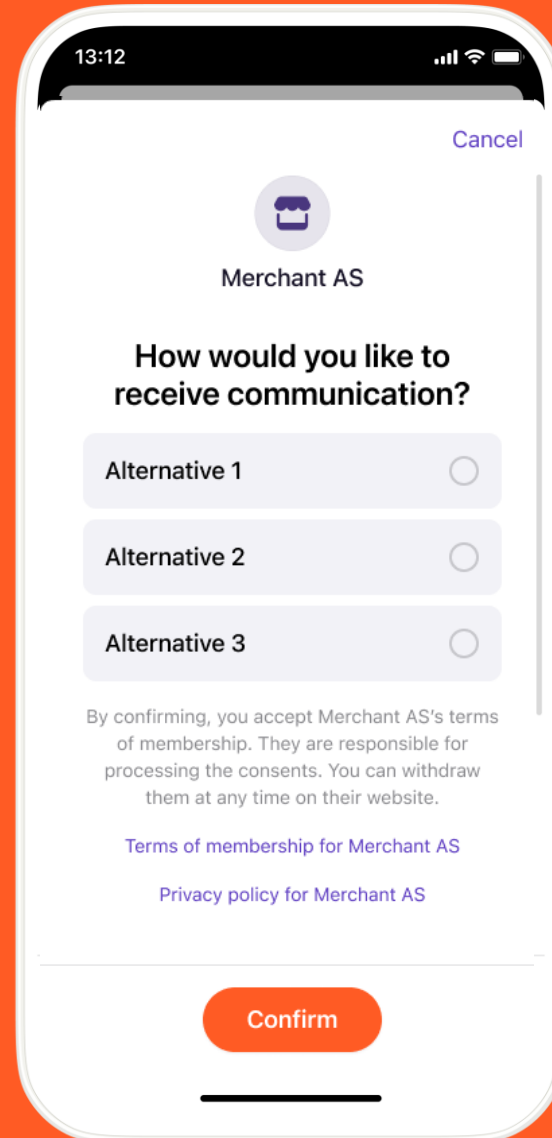 13:12
Cancel
Merchant AS
How would you like to
receive communication?
Alternative 1
Alternative 2
Alternative 3
By confirming, you accept Merchant AS's terms
of membership. They are responsible for
processing the consents. You can withdraw
them at any time on their website.
Terms of membership for Merchant AS
Privacy policy for Merchant AS
Confirm